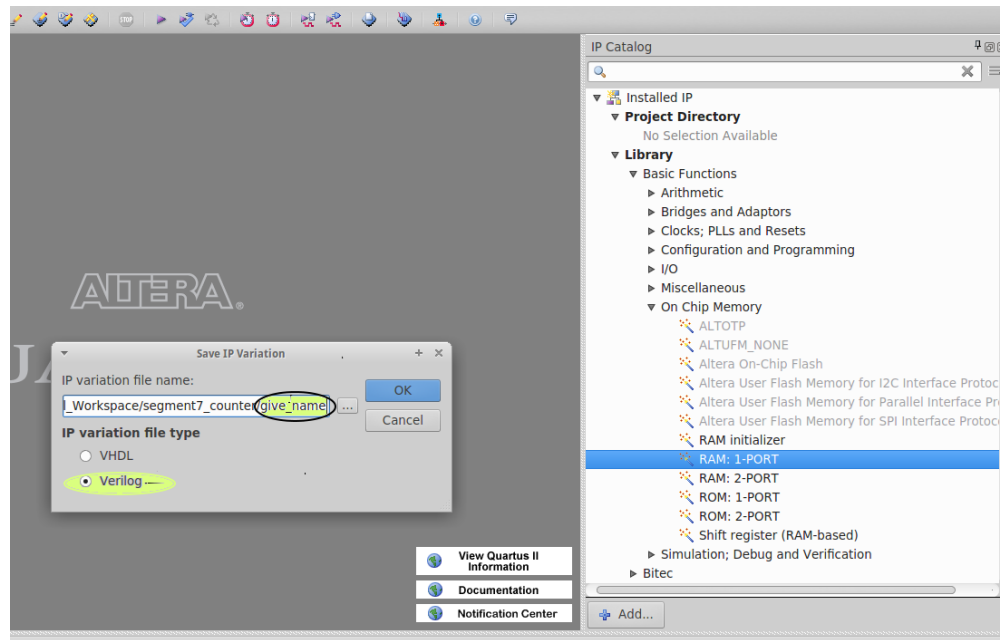 STOP
IP Catalog
Installed IP
Project Directory
No Selection Available
Library
Basic Functions
Arithmetic
Bridges and Adaptors
Clocks; PLLs and Resets
Configuration and Programming
I/O
Miscellaneous
On Chip Memory
ALTOTP
ALTUFM_NONE
Altera On-Chip Flash
Altera User Flash Memory for I2C Interface Protoc
Altera User Flash Memory for Parallel Interface Pr
Altera User Flash Memory for SPI Interface Protoc
RAM initializer
RAM: 1-PORT
RAM: 2-PORT
ROM: 1-PORT
ROM: 2-PORT
Shift register (RAM-based)
Simulation; Debug and Verification
Bitec
Add...
ALTERA
Save IP Variation
IP variation file name:
l_Workspace/segment7_counter/give_name
...
OK
Cancel
IP variation file type
VHDL
Verilog
View Quartus II
Information
Documentation
Notification Center